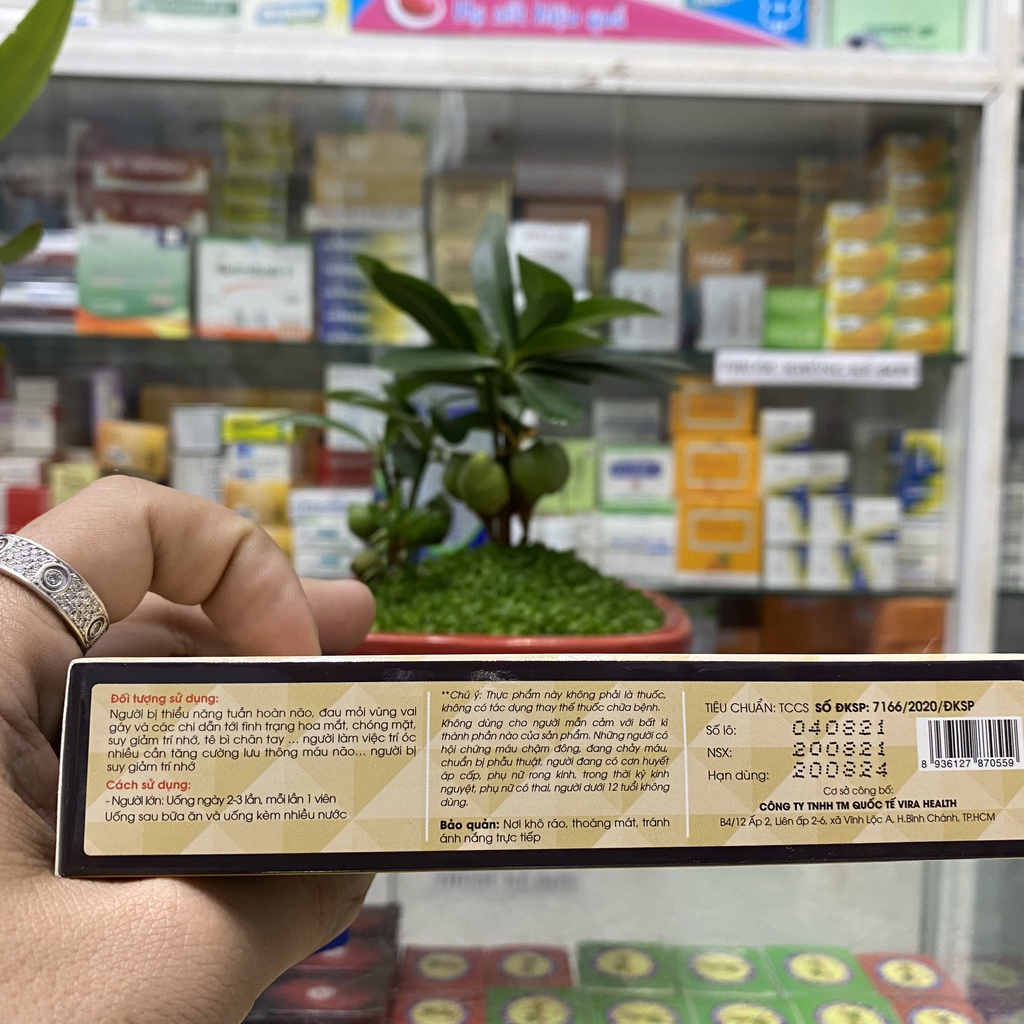 Hạ sốt hiệu quả
Đối tượng sử dụng:
Người bị thiểu năng tuần hoàn não, đau mỏi vùng vai
gáy và các chỉ dẫn tới tình trạng hoa mắt, chóng mặt,
suy giảm trí nhớ, tê bì chân tay ... người làm việc trí óc
nhiều cần tăng cường lưu thông máu não... người bị
suy giảm trí nhớ
Cách sử dụng:
- Người lớn: Uống ngày 2-3 lần, mỗi lần 1 viên
Uống sau bữa ăn và uống kèm nhiều nước
**Chú ý: Thực phẩm này không phải là thuốc,
không có tác dụng thay thế thuốc chữa bệnh.
Không dùng cho người mẫn cảm với bất kì
thành phần nào của sản phẩm. Những người có
hội chứng máu chậm đông, đang chảy máu,
chuẩn bị phẫu thuật, người đang có cơn huyết
áp cấp, phụ nữ rong kinh, trong thời kỳ kinh
nguyệt, phụ nữ có thai, người dưới 12 tuổi không
dùng.
Bảo quản: Nơi khô ráo, thoáng mát, tránh
ánh nắng trực tiếp
TIÊU CHUẨN: TCCS SỐ ĐKSP: 7166/2020/ĐKSP
Số lô: 040821
NSX: 200821
Hạn dùng: 200824
8 936127 870559
Cơ sở công bố:
CÔNG TY TNHH TM QUỐC TẾ VIRA HEALTH
B4/12 Ấp 2, Liên ấp 2-6, xã Vĩnh Lộc A, H.Bình Chánh, TP.HCM